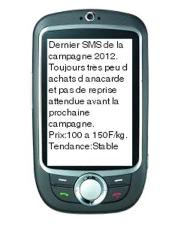 Dernier SMS de la
campagne 2012.
Toujours tres peu d
achats d anacarde
et pas de reprise
attendue avant la
prochaine
campagne.
Prix:100 a 150F/kg.
Tendance:Stable